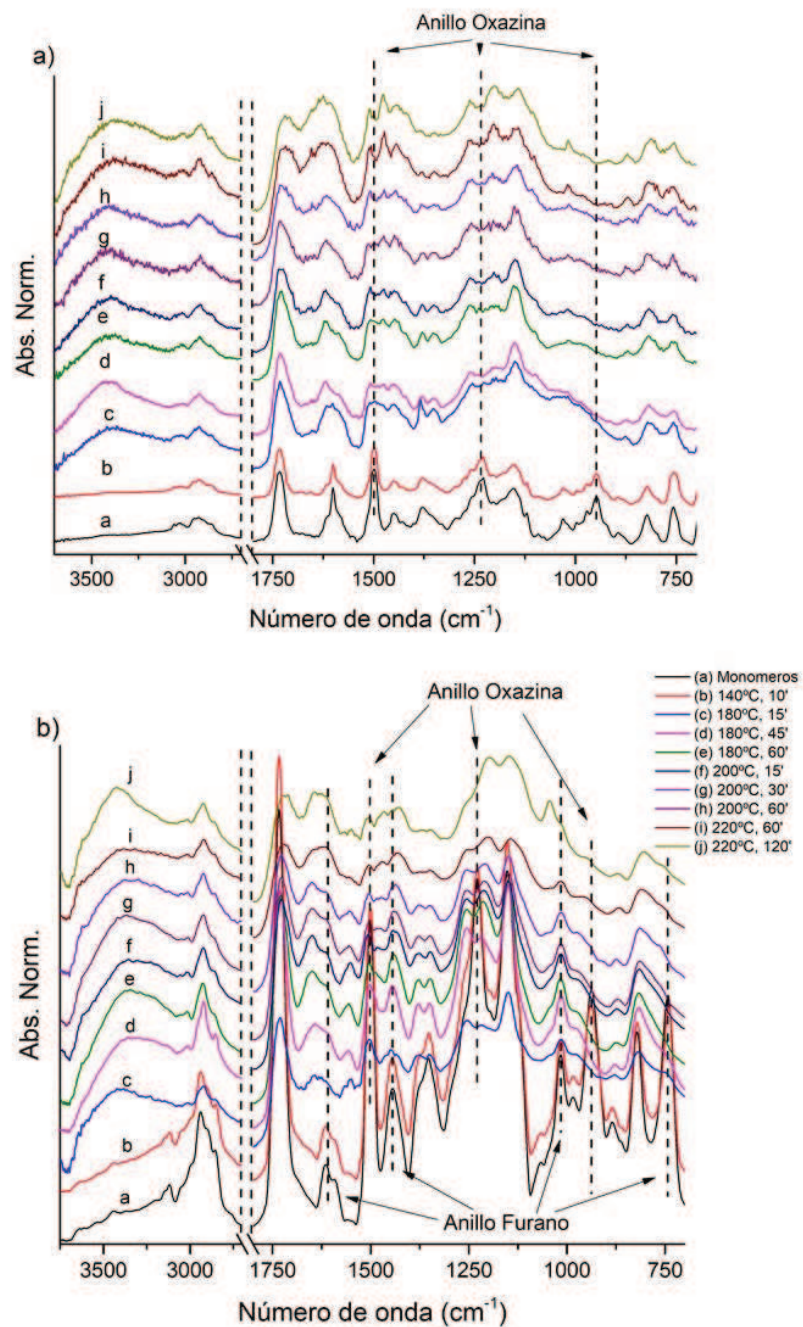 a)
Anillo Oxazina
j
i
h
g
f
e
d
c
b
a
Abs. Norm.
3500 3000 1750 1500 1250 1000 750
Número de onda (cm⁻¹)
b)
Anillo Oxazina
(a) Monomeros
(b) 140ºC, 10'
(c) 180ºC, 15'
(d) 180ºC, 45'
(e) 180ºC, 60'
(f) 200ºC, 15'
(g) 200ºC, 30'
(h) 200ºC, 60'
(i) 220ºC, 60'
(j) 220ºC, 120'
j
i
h
g
f
e
d
c
b
a
Abs. Norm.
Anillo Furano
3500 3000 1750 1500 1250 1000 750
Número de onda (cm⁻¹)